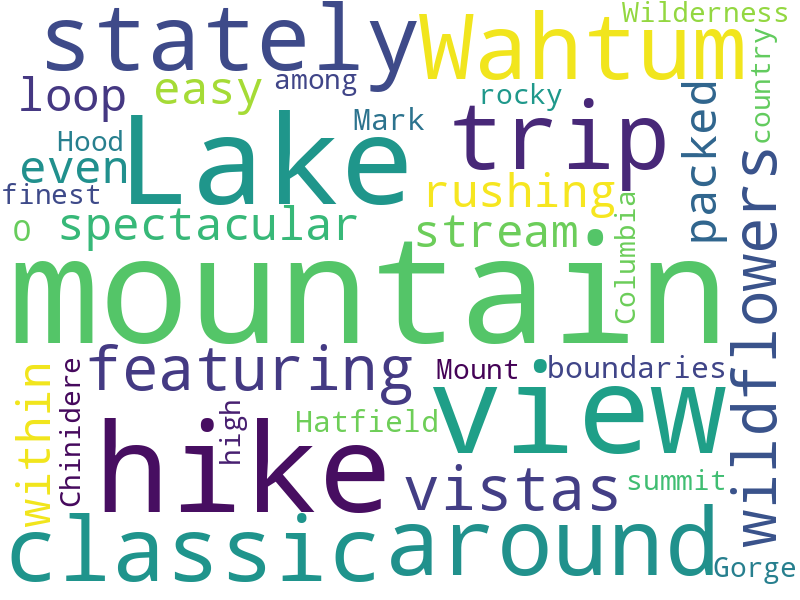 Wilderness
stately
Wahtum
loop
easy
among
country
Lake
rocky
trip
packed
Mark
Hood
even
finest
rushing
wildflowers
O
spectacular
stream
Columbia
mountain
featuring
Mount
boundaries
within
Chinidere
view
high
hike
Hatfield
vistas
summit
classic
around
Gorge